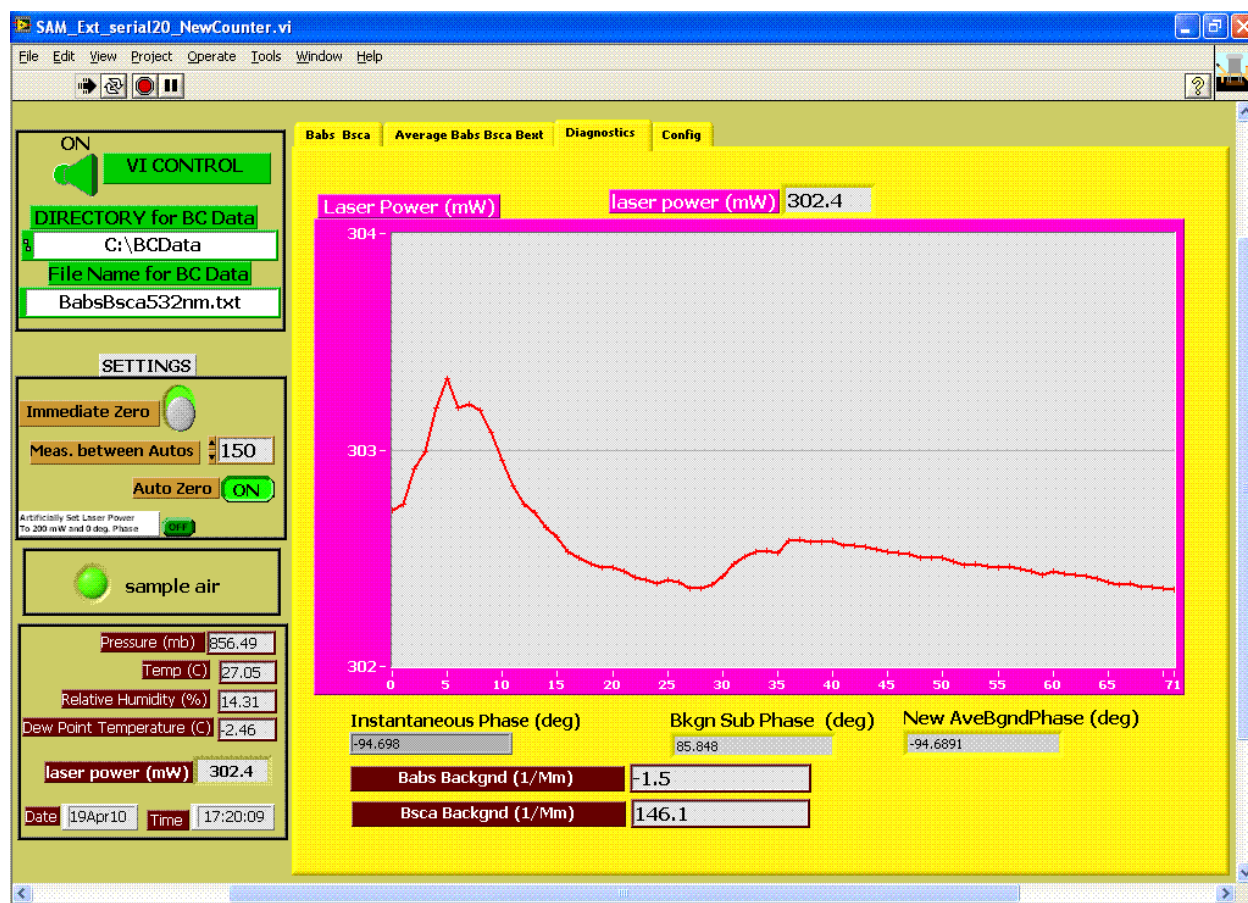 SAM_Ext_serial20_NewCounter.vi
File Edit View Project Operate Tools Window Help
ON
VI CONTROL
DIRECTORY for BC Data
C:\BCData
File Name for BC Data
BabsBsca532nm.txt
SETTINGS
Immediate Zero
Meas. between Autos 150
Auto Zero ON
Artificially Set Laser Power
To 200 mW and 0 deg. Phase OFF
sample air
Pressure (mb) 856.49
Temp (C) 27.05
Relative Humidity (%) 14.31
Dew Point Temperature (C) -2.46
laser power (mW) 302.4
Date 19Apr10 Time 17:20:09
Babs Bsca Average Babs Bsca Bext Diagnostics Config
Laser Power (mW) laser power (mW) 302.4
304
303
302
0 5 10 15 20 25 30 35 40 45 50 55 60 65 71
Instantaneous Phase (deg) Bkgn Sub Phase (deg) New AveBgndPhase (deg)
-94.698 85.848 -94.6891
Babs Backgnd (1/Mm) -1.5
Bsca Backgnd (1/Mm) 146.1